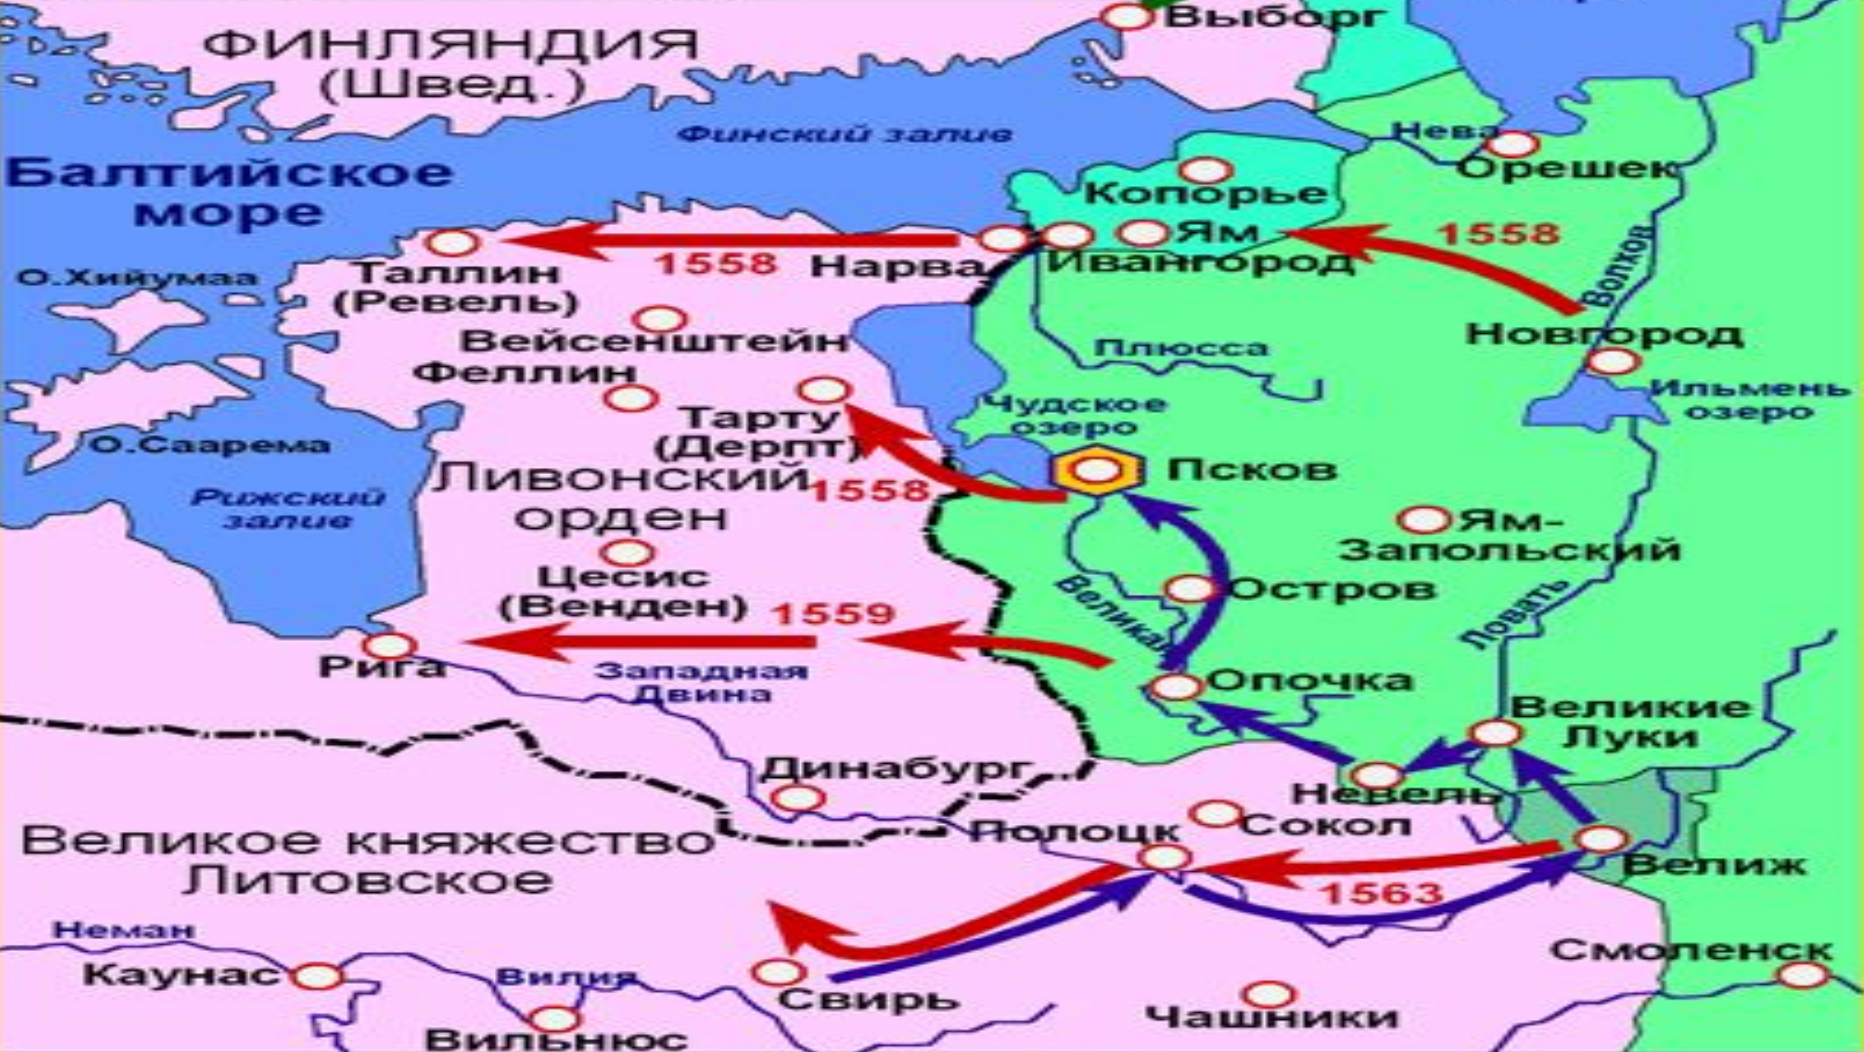 Выборг
ФИНЛЯНДИЯ
(Швед.)
Финский залив
Нева
Орешек
Балтийское
море
Копорье
Ям
1558
Ивангород
Нарва
1558
Таллин
(Ревель)
О.Хийумаа
Волхов
Новгород
Вейсенштейн
Плюсса
Феллин
Ильмень
озеро
Чудское
озеро
Тарту
(Дерпт)
О.Саарема
Псков
Ливонский
орден
1558
Рижский
залив
Ям-
Запольский
Цесис
(Венден)
Остров
Великая
Ловать
1559
Рига
Западная
Двина
Опочка
Великие
Луки
Динабург
Невель
Сокол
Полоцк
Великое княжество
Литовское
Велиж
1563
Неман
Смоленск
Каунас
Вилия
Свирь
Чашники
Вильнюс